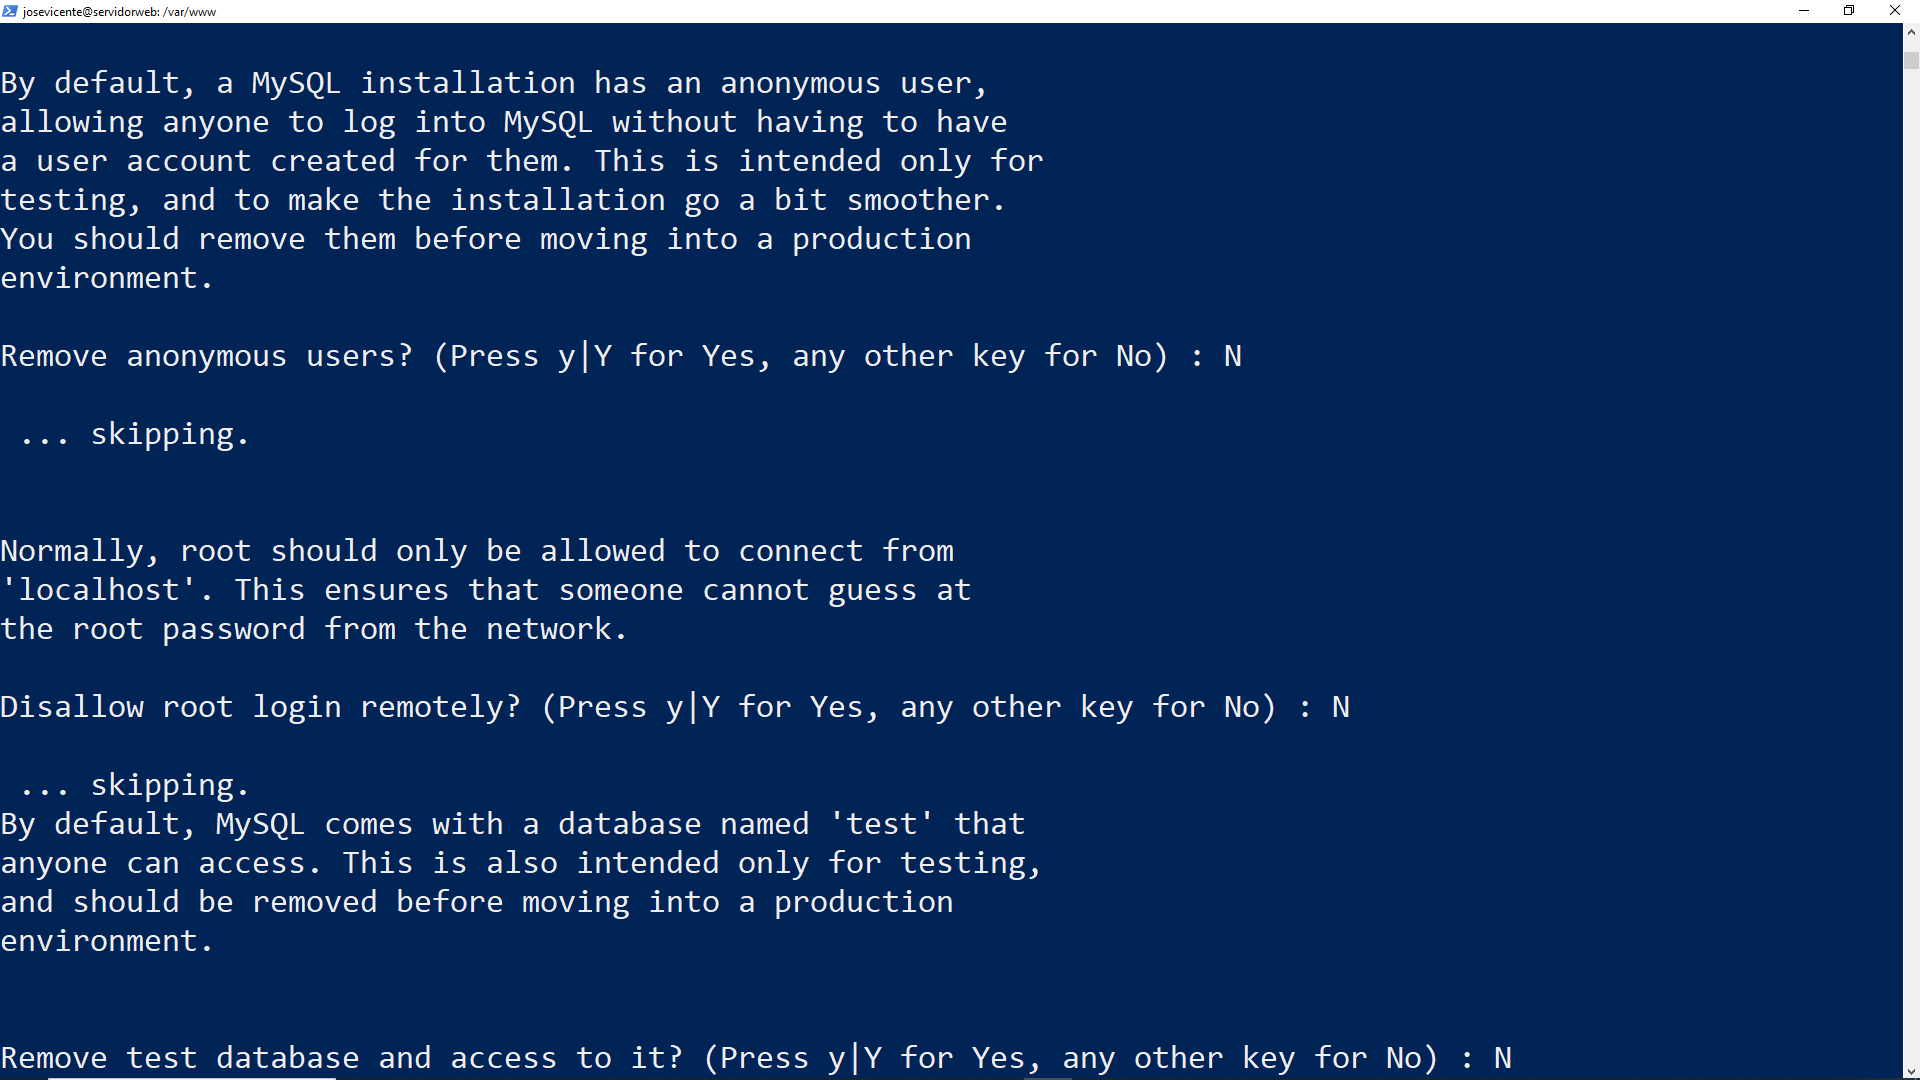 josevicente@servidorweb: /var/www
By default, a MySQL installation has an anonymous user,
allowing anyone to log into MySQL without having to have
a user account created for them. This is intended only for
testing, and to make the installation go a bit smoother.
You should remove them before moving into a production
environment.
Remove anonymous users? (Press y|Y for Yes, any other key for No) : N
... skipping.
Normally, root should only be allowed to connect from
'localhost'. This ensures that someone cannot guess at
the root password from the network.
Disallow root login remotely? (Press y|Y for Yes, any other key for No) : N
... skipping.
By default, MySQL comes with a database named 'test' that
anyone can access. This is also intended only for testing,
and should be removed before moving into a production
environment.
Remove test database and access to it? (Press y|Y for Yes, any other key for No) : N